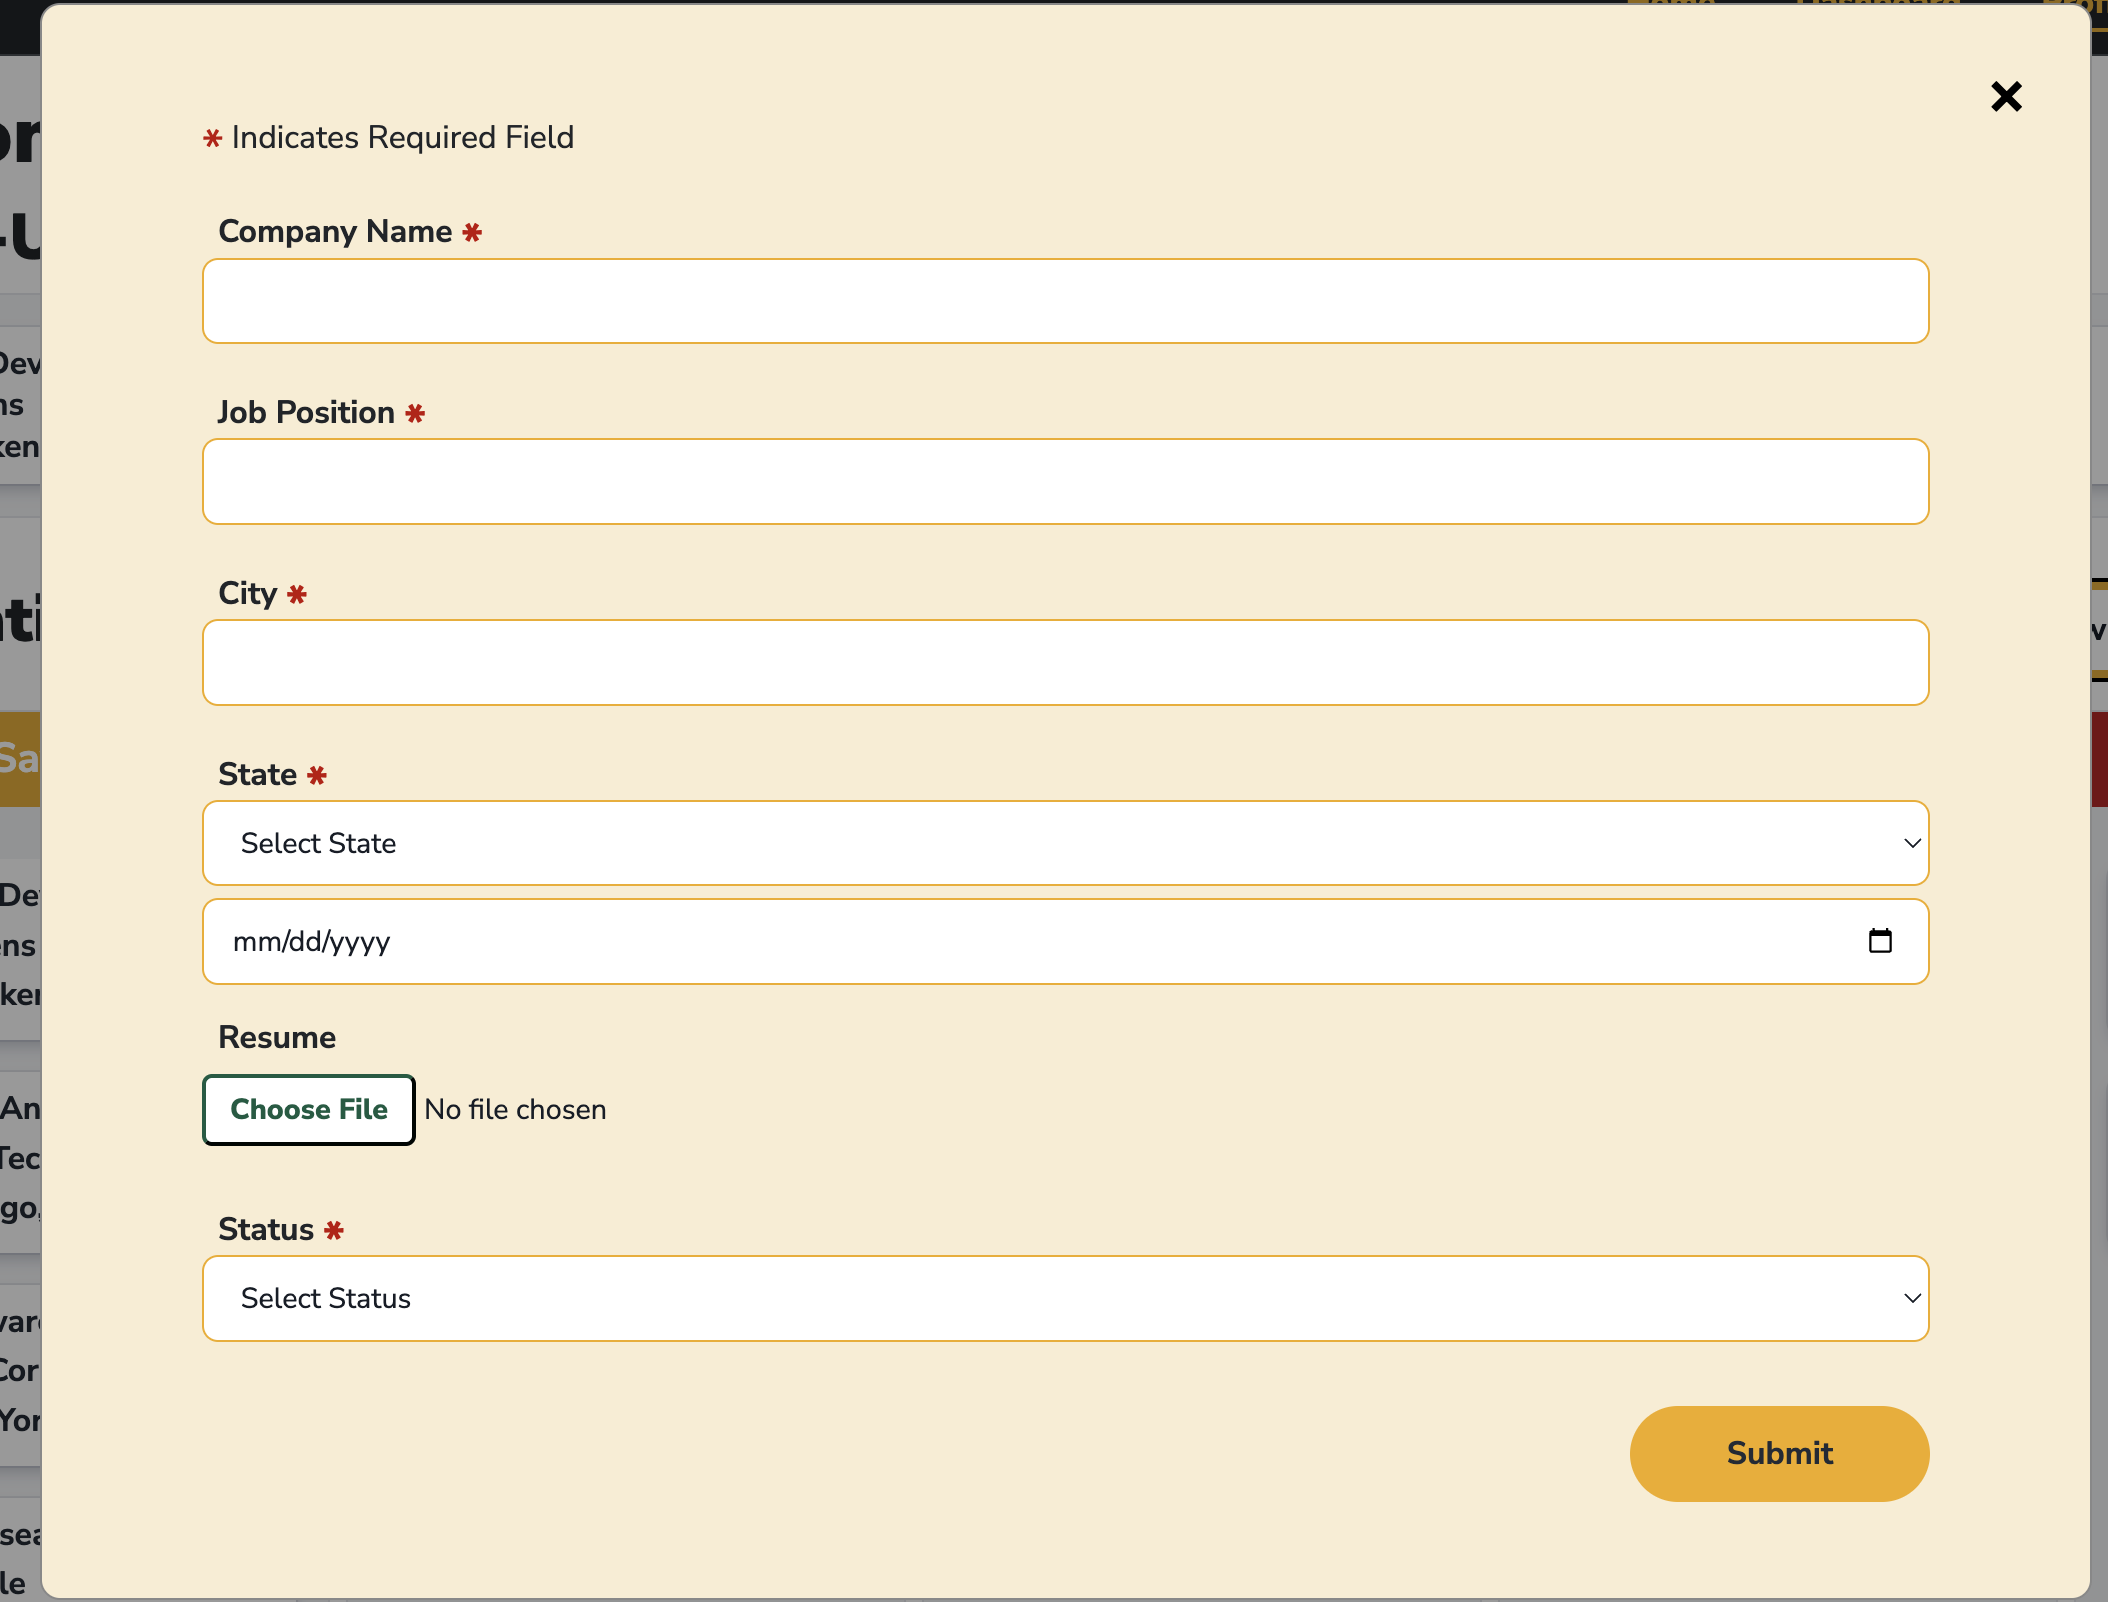 * Indicates Required Field
Company Name *
Job Position *
City *
State *
Select State
mm/dd/yyyy
Resume
Choose File No file chosen
Status *
Select Status
Submit